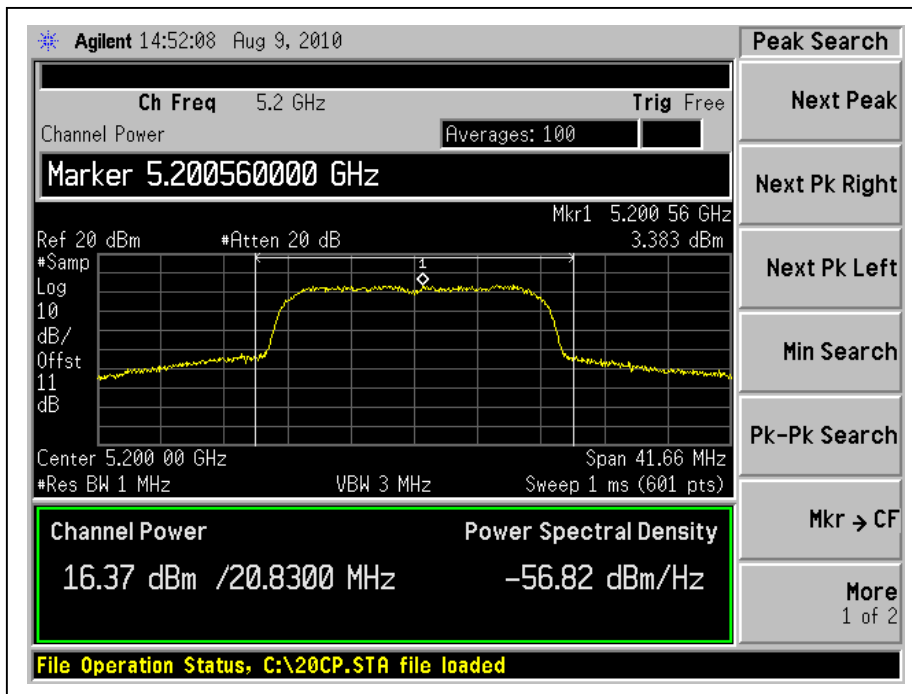 Agilent 14:52:08 Aug 9, 2010
Peak Search
Ch Freq 5.2 GHz Trig Free
Channel Power Averages: 100
Marker 5.200560000 GHz
Mkr1 5.200 56 GHz
Ref 20 dBm #Atten 20 dB 3.383 dBm
#Samp
Log
10
dB/
Offst
11
dB
1
Center 5.200 00 GHz Span 41.66 MHz
#Res BW 1 MHz VBW 3 MHz Sweep 1 ms (601 pts)
Channel Power Power Spectral Density
16.37 dBm /20.8300 MHz -56.82 dBm/Hz
File Operation Status, C:\20CP.STA file loaded
Next Peak
Next Pk Right
Next Pk Left
Min Search
Pk-Pk Search
Mkr → CF
More
1 of 2